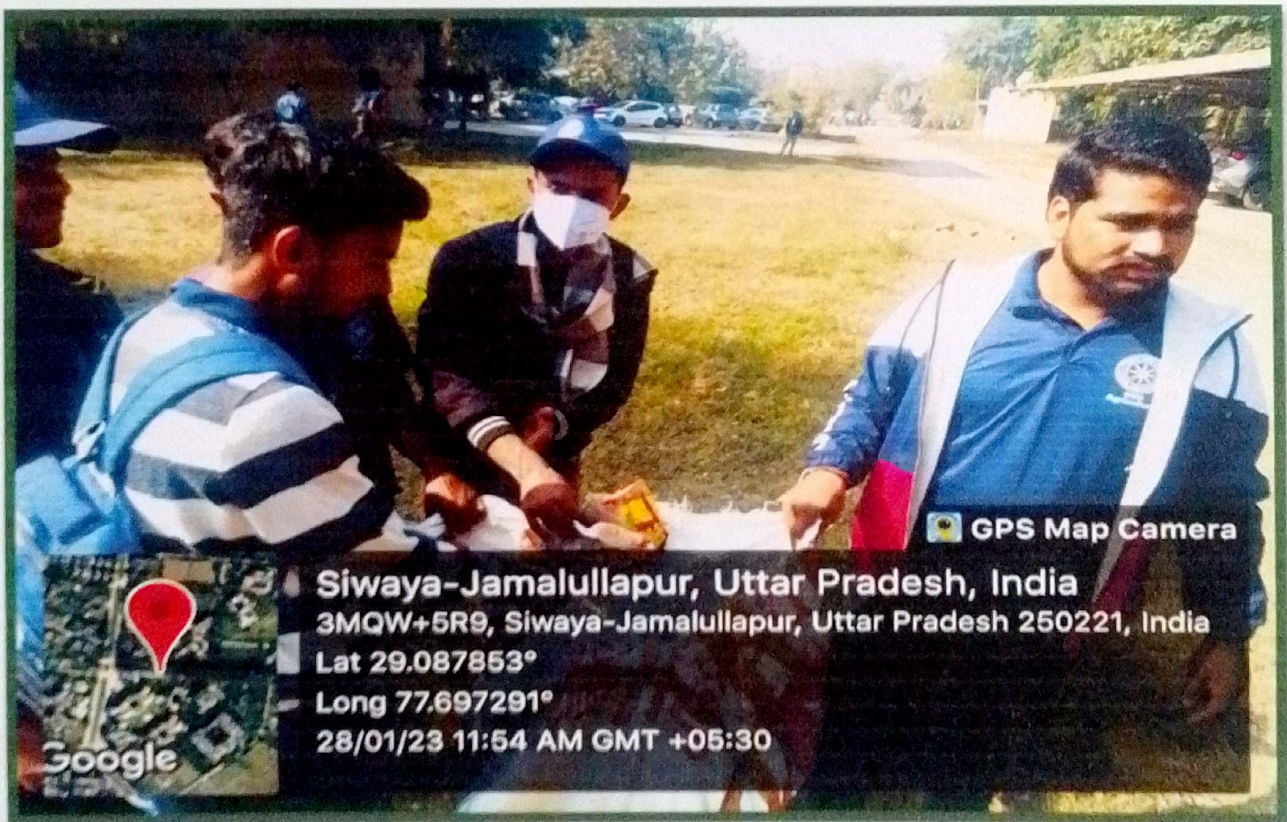 GPS Map Camera
Siwaya-Jamalullapur, Uttar Pradesh, India
3MQW+5R9, Siwaya-Jamalullapur, Uttar Pradesh 250221, India
Lat 29.087853°
Long 77.697291°
28/01/23 11:54 AM GMT +05:30
Google